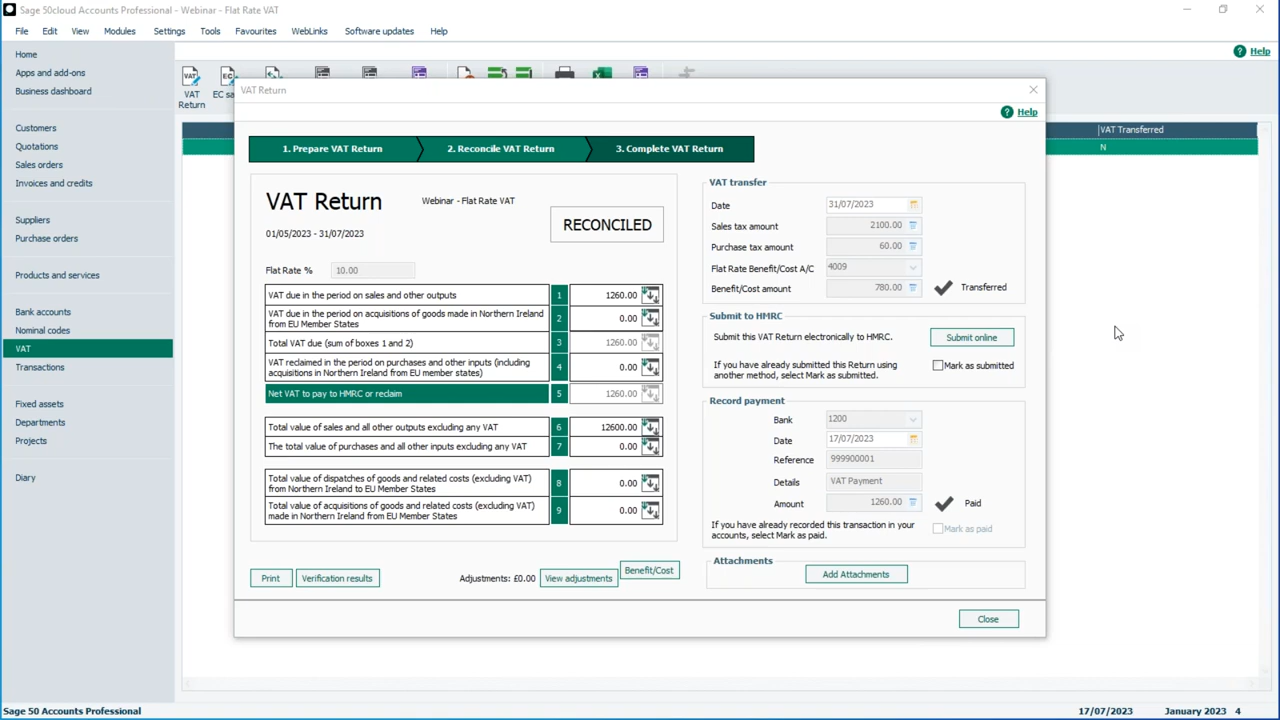 Sage 50cloud Accounts Professional - Webinar - Flat Rate VAT
File Edit View Modules Settings Tools Favourites WebLinks Software updates Help
Help
Home
Apps and add-ons
Business dashboard
Customers
Quotations
Sales orders
Invoices and credits
Suppliers
Purchase orders
Products and services
Bank accounts
Nominal codes
VAT
Transactions
Fixed assets
Departments
Projects
Diary
VAT
Return
EC sa
VAT Transferred
N
VAT Return
Help
1. Prepare VAT Return 2. Reconcile VAT Return 3. Complete VAT Return
VAT Return
Webinar - Flat Rate VAT
RECONCILED
01/05/2023 - 31/07/2023
Flat Rate % 10.00
VAT due in the period on sales and other outputs 1 1260.00
VAT due in the period on acquisitions of goods made in Northern Ireland
from EU Member States 2 0.00
Total VAT due (sum of boxes 1 and 2) 3 1260.00
VAT reclaimed in the period on purchases and other inputs (including
acquisitions in Northern Ireland from EU member states) 4 0.00
Net VAT to pay to HMRC or reclaim 5 1260.00
Total value of sales and all other outputs excluding any VAT 6 12600.00
The total value of purchases and all other inputs excluding any VAT 7 0.00
Total value of dispatches of goods and related costs (excluding VAT)
from Northern Ireland to EU Member States 8 0.00
Total value of acquisitions of goods and related costs (excluding VAT)
made in Northern Ireland from EU Member States 9 0.00
Print Verification results Adjustments: £0.00 View adjustments Benefit/Cost
VAT transfer
Date 31/07/2023
Sales tax amount 2100.00
Purchase tax amount 60.00
Flat Rate Benefit/Cost A/C 4009
Benefit/Cost amount 780.00 Transferred
Submit to HMRC
Submit this VAT Return electronically to HMRC. Submit online
If you have already submitted this Return using
another method, select Mark as submitted. Mark as submitted
Record payment
Bank 1200
Date 17/07/2023
Reference 999900001
Details VAT Payment
Amount 1260.00 Paid
If you have already recorded this transaction in your
accounts, select Mark as paid. Mark as paid
Attachments
Add Attachments
Close
Sage 50 Accounts Professional 17/07/2023 January 2023 4